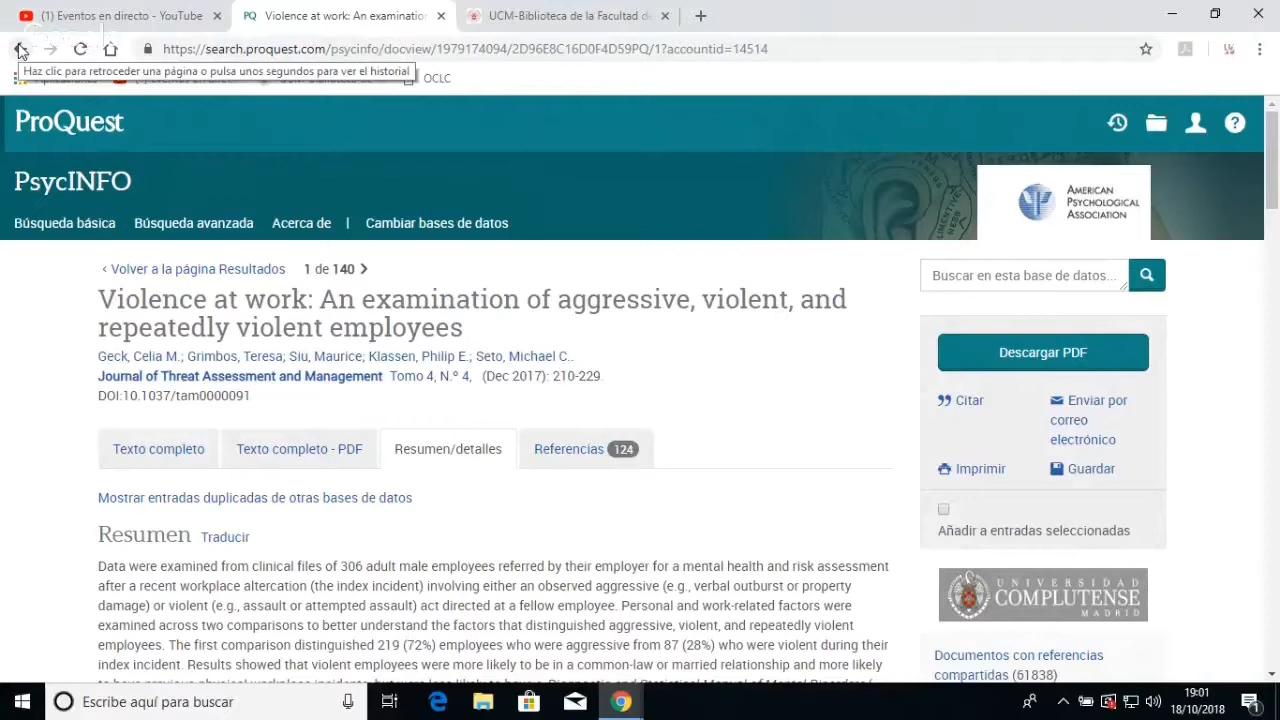 (1) Eventos en directo - YouTube
PQ Violence at work: An examination
UCM-Biblioteca de la Facultad de
https://search.proquest.com/psycinfo/docview/1979174094/2D96E8C16D0F4D59PQ/1?accountid=14514
Haz clic para retroceder una página o pulsa unos segundos para ver el historial
OCLC
ProQuest
PsycINFO
AMERICAN
PSYCHOLOGICAL
ASSOCIATION
Búsqueda básica Búsqueda avanzada Acerca de | Cambiar bases de datos
‹ Volver a la página Resultados 1 de 140
Buscar en esta base de datos...
Violence at work: An examination of aggressive, violent, and
repeatedly violent employees
Geck, Celia M.; Grimbos, Teresa; Siu, Maurice; Klassen, Philip E.; Seto, Michael C..
Journal of Threat Assessment and Management Tomo 4, N.º 4, (Dec 2017): 210-229.
DOI:10.1037/tam0000091
Descargar PDF
Citar
Enviar por
correo
electrónico
Imprimir
Guardar
Añadir a entradas seleccionadas
Texto completo
Texto completo - PDF
Resumen/detalles
Referencias 124
Mostrar entradas duplicadas de otras bases de datos
Resumen Traducir
Data were examined from clinical files of 306 adult male employees referred by their employer for a mental health and risk assessment
after a recent workplace altercation (the index incident) involving either an observed aggressive (e.g., verbal outburst or property
damage) or violent (e.g., assault or attempted assault) act directed at a fellow employee. Personal and work-related factors were
examined across two comparisons to better understand the factors that distinguished aggressive, violent, and repeatedly violent
employees. The first comparison distinguished 219 (72%) employees who were aggressive from 87 (28%) who were violent during their
index incident. Results showed that violent employees were more likely to be in a common-law or married relationship and more likely
UNIVERSIDAD
COMPLUTENSE
MADRID
Documentos con referencias
compartidas (61838)
Escribe aquí para buscar
19:01
18/10/2018
1